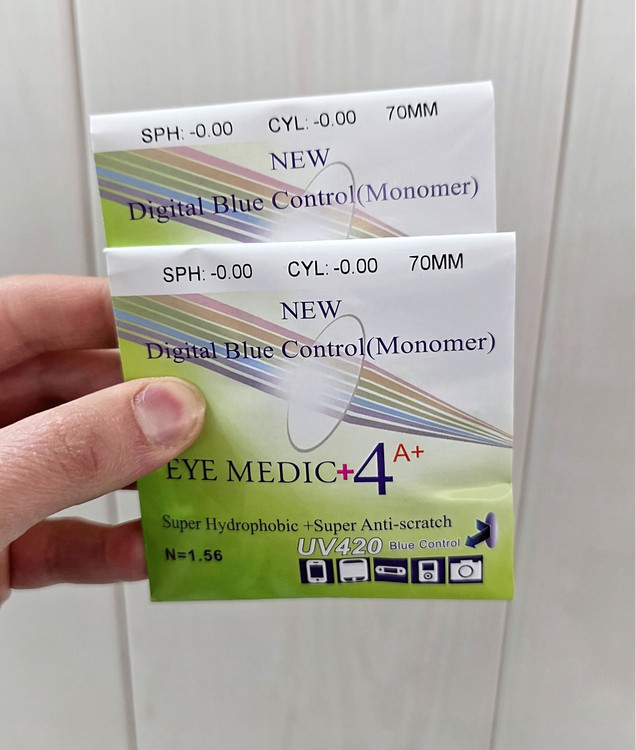 SPH: -0.00 CYL: -0.00 70MM
NEW
Digital Blue Control(Monomer)
SPH: -0.00 CYL: -0.00 70MM
NEW
Digital Blue Control(Monomer)
EYE MEDIC+4A+
Super Hydrophobic +Super Anti-scratch
UV420 Blue Control
N=1.56